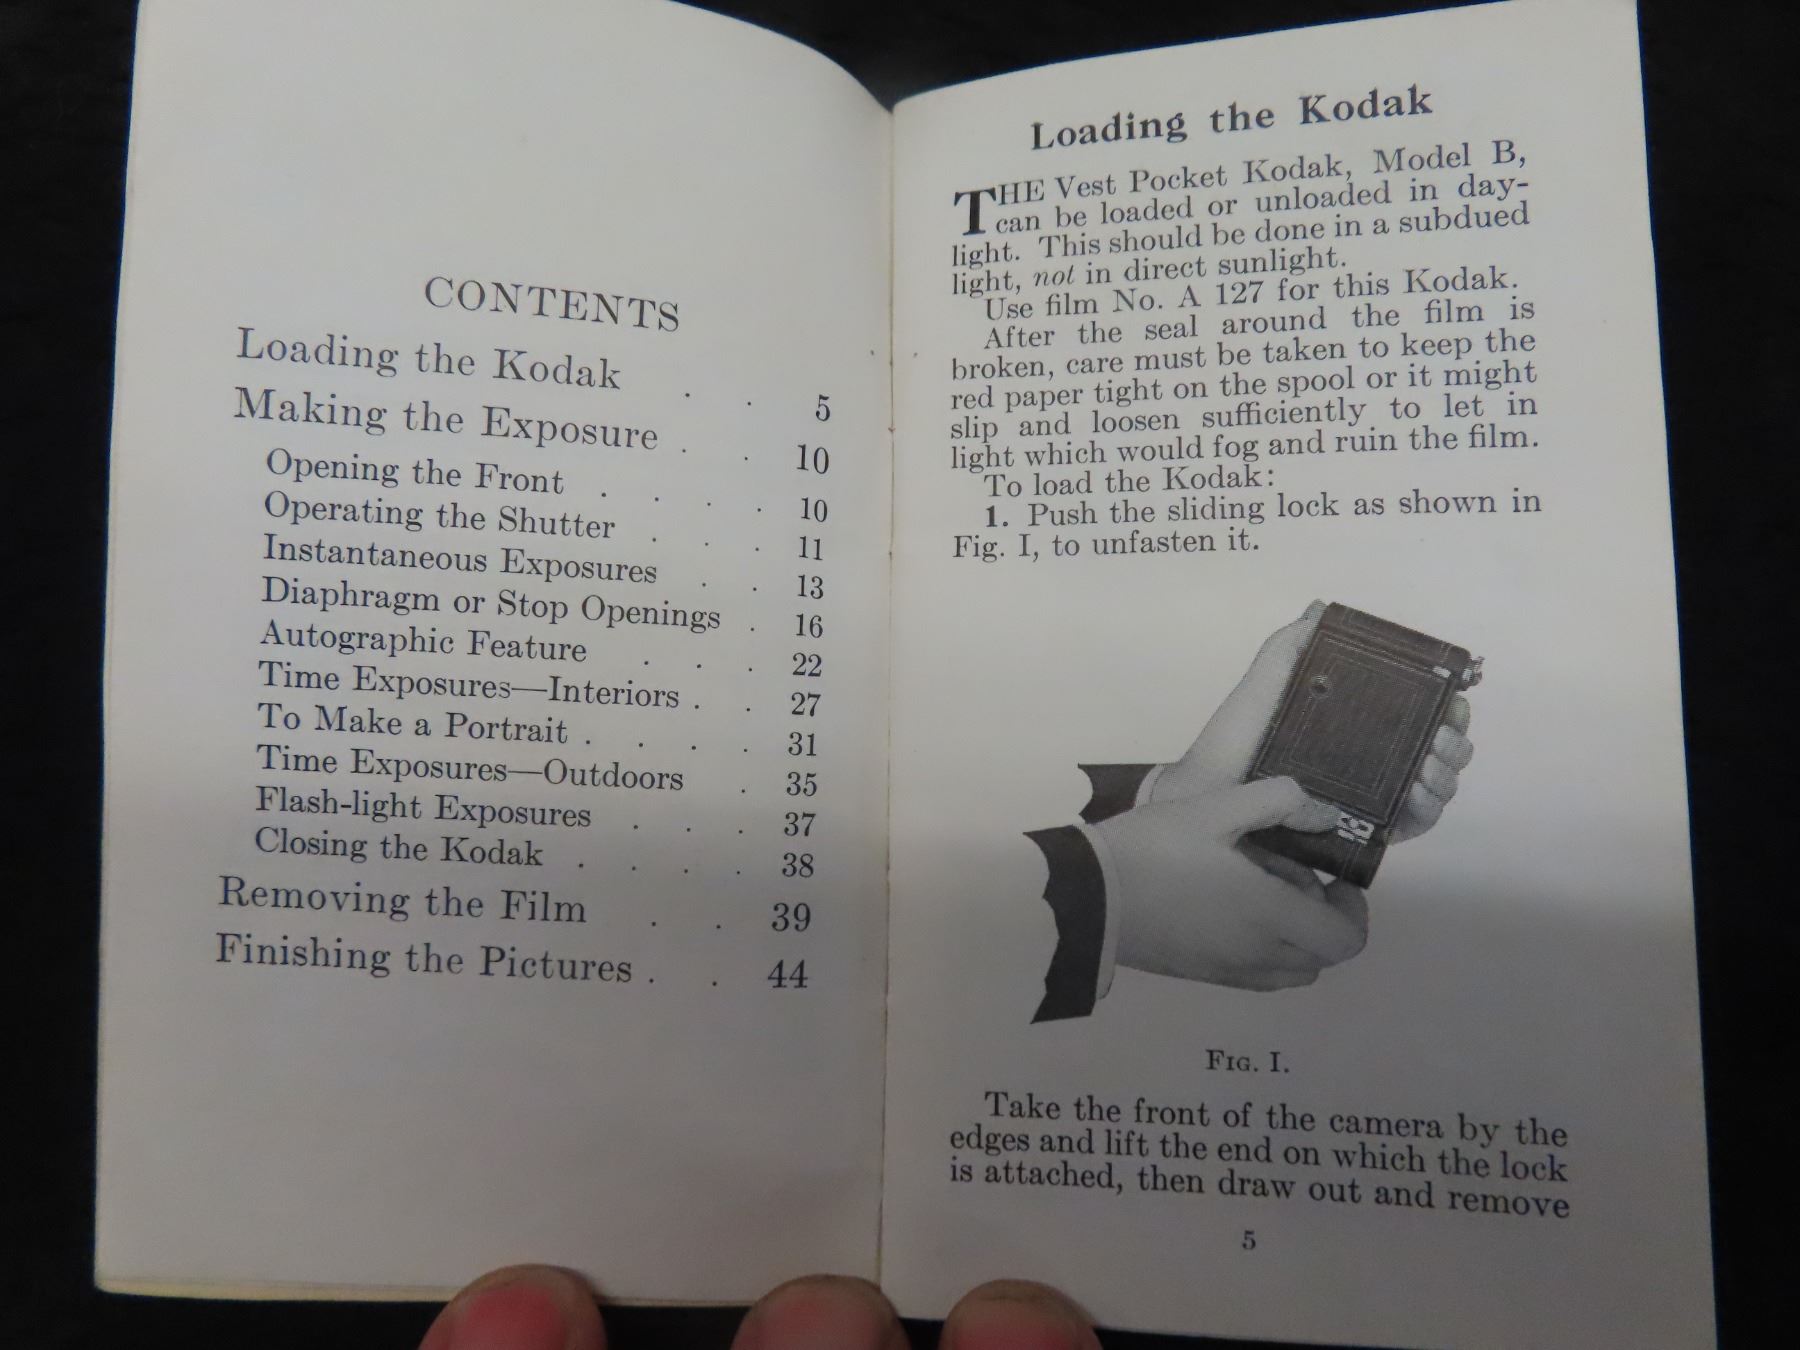 CONTENTS
Loading the Kodak . . 5
Making the Exposure . . 10
Opening the Front . . . . 10
Operating the Shutter . . . 11
Instantaneous Exposures . . 13
Diaphragm or Stop Openings . 16
Autographic Feature . . . 22
Time Exposures—Interiors . . 27
To Make a Portrait . . . . 31
Time Exposures—Outdoors . 35
Flash-light Exposures . . . 37
Closing the Kodak . . . . 38
Removing the Film . . 39
Finishing the Pictures . . 44
Loading the Kodak
THE Vest Pocket Kodak, Model B,
can be loaded or unloaded in day-
light. This should be done in a subdued
light, not in direct sunlight.
Use film No. A 127 for this Kodak.
After the seal around the film is
broken, care must be taken to keep the
red paper tight on the spool or it might
slip and loosen sufficiently to let in
light which would fog and ruin the film.
To load the Kodak:
1. Push the sliding lock as shown in
Fig. I, to unfasten it.
FIG. I.
Take the front of the camera by the
edges and lift the end on which the lock
is attached, then draw out and remove
5